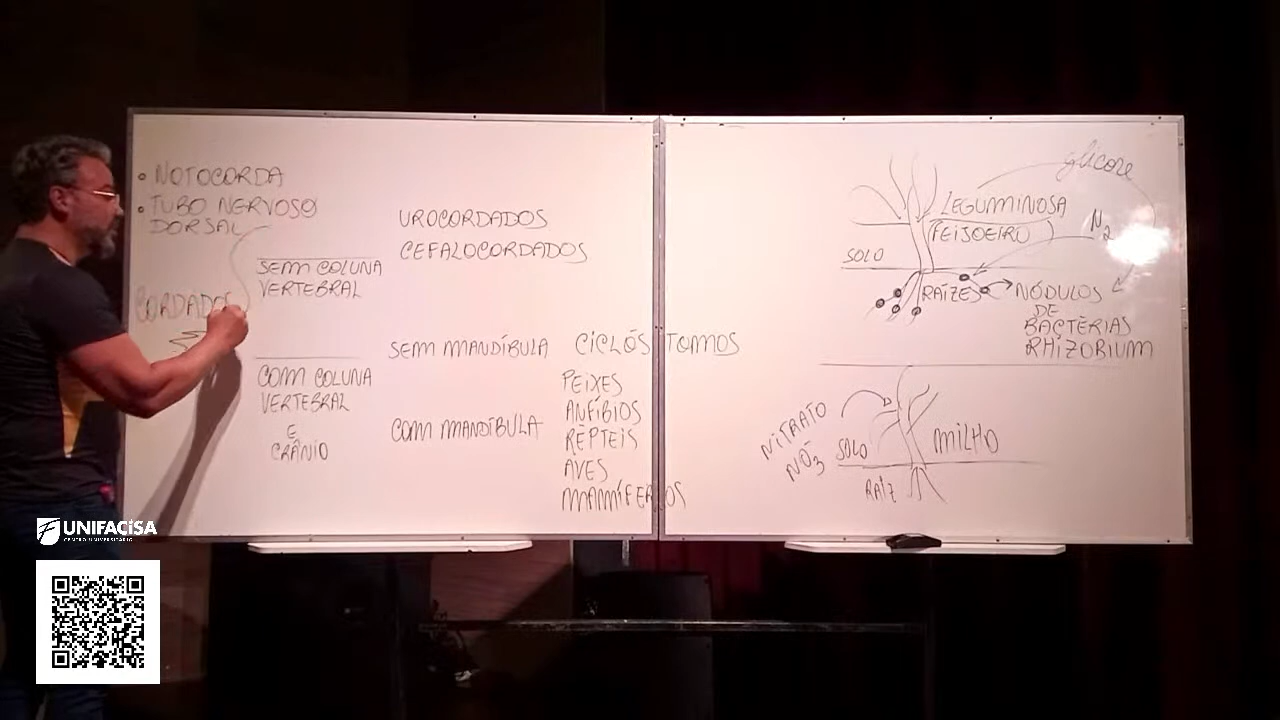 • NOTOCORDA
• TUBO NERVOSO
DORSAL
CORDADOS
SEM COLUNA
VERTEBRAL
UROCORDADOS
CEFALOCORDADOS
COM COLUNA
VERTEBRAL
E
CRÂNIO
SEM MANDÍBULA
CICLÓSTOMOS
COM MANDÍBULA
PEIXES
ANFÍBIOS
RÉPTEIS
AVES
MAMÍFEROS
glicose
LEGUMINOSA
(FEIJOEIRO)
N2
SOLO
RAÍZES
NÓDULOS
DE
BACTÉRIAS
RHIZOBIUM
NITRATO
NO3
SOLO
MILHO
RAIZ
UNIFACISA
CENTRO UNIVERSITÁRIO